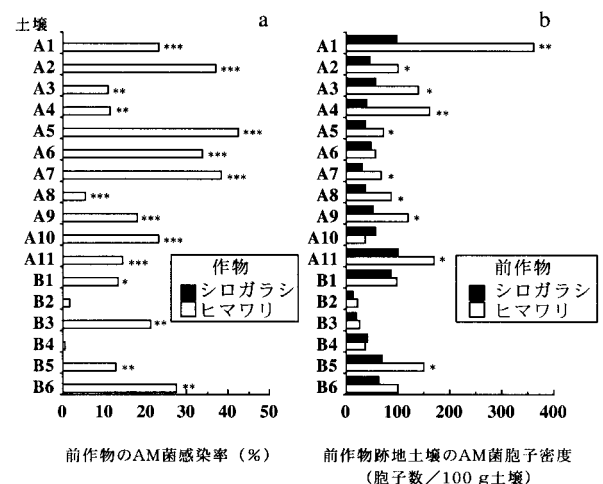 土壌
a
b
A1
A2
A3
A4
A5
A6
A7
A8
A9
A10
A11
B1
B2
B3
B4
B5
B6
***
***
**
**
***
***
***
***
***
***
***
*
**
**
**
作物
シロガラシ
ヒマワリ
0 10 20 30 40 50
前作物のAM菌感染率（%）
A1
A2
A3
A4
A5
A6
A7
A8
A9
A10
A11
B1
B2
B3
B4
B5
B6
**
*
*
**
*
*
*
*
*
*
前作物
シロガラシ
ヒマワリ
0 100 200 300 400
前作物跡地土壌のAM菌胞子密度
（胞子数／100 g土壌）